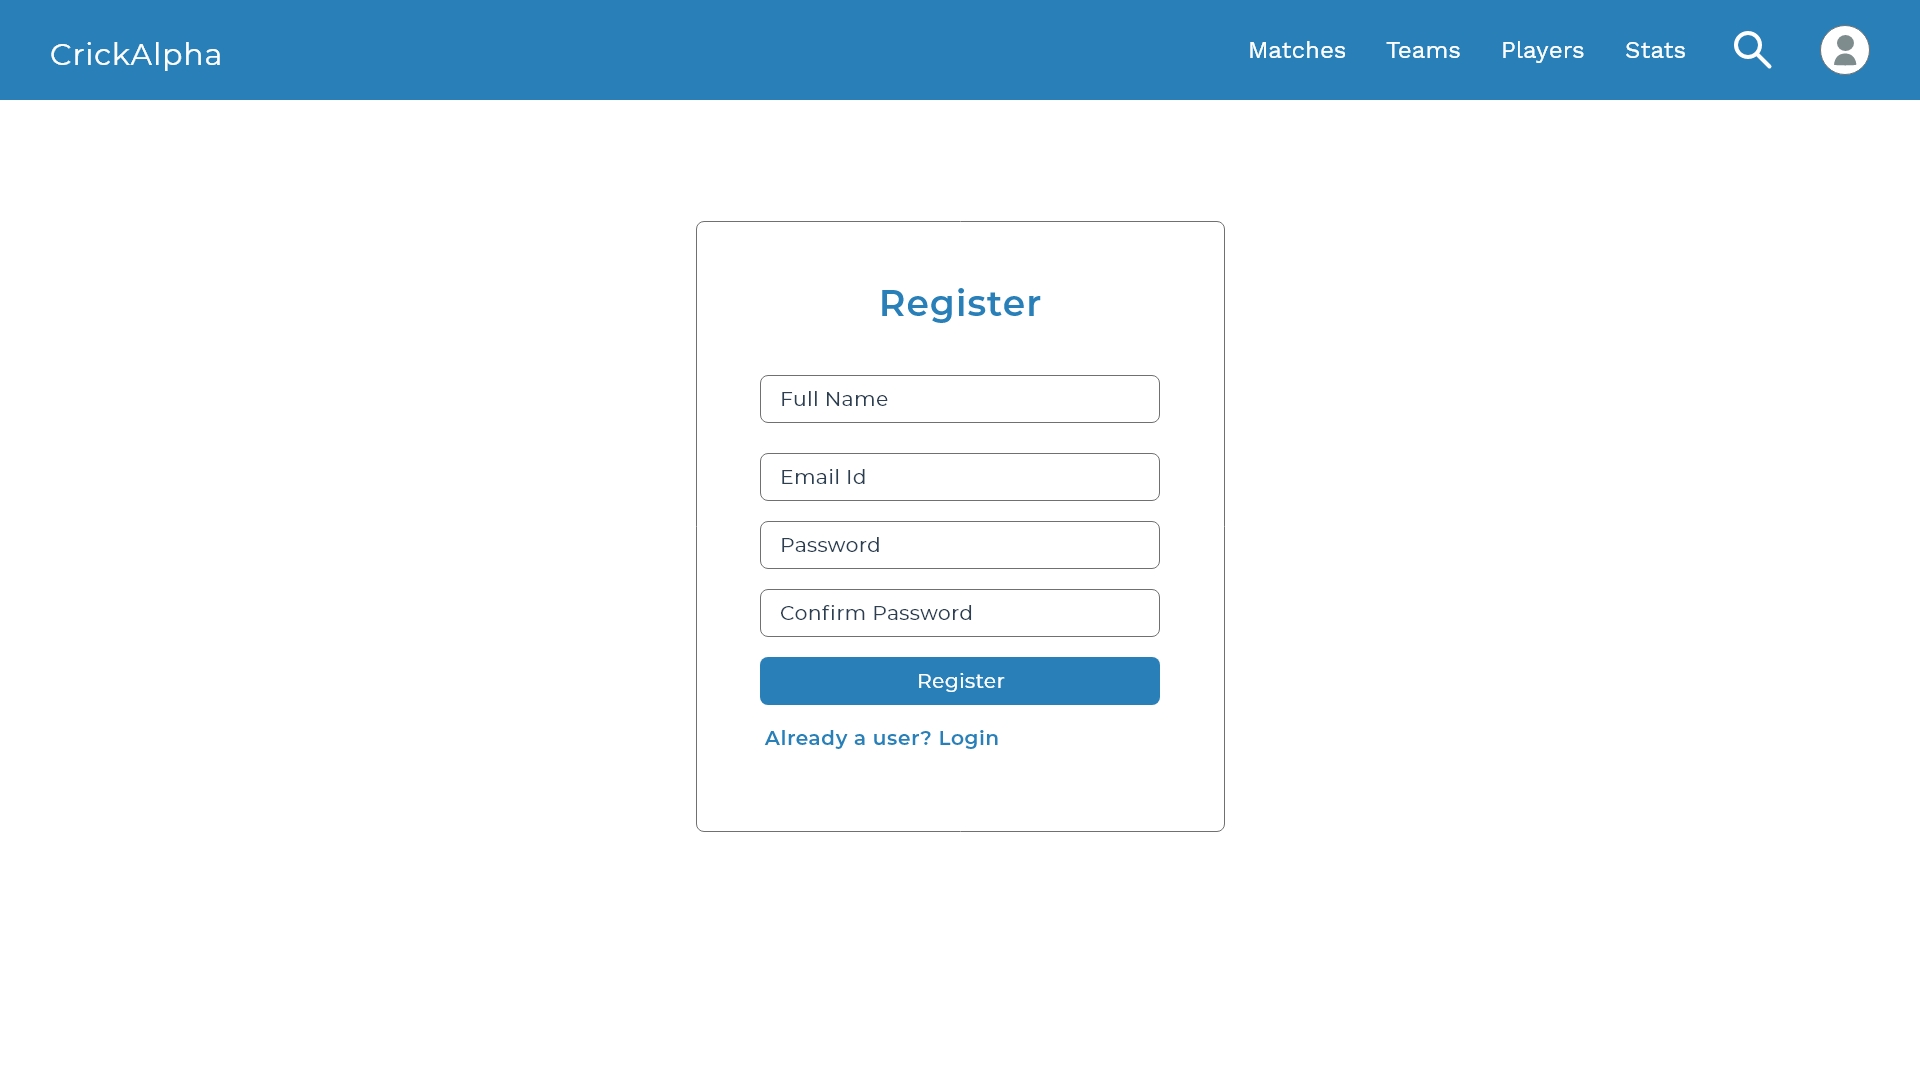 CrickAlpha
Matches Teams Players Stats
Register
Full Name
Email Id
Password
Confirm Password
Register
Already a user? Login